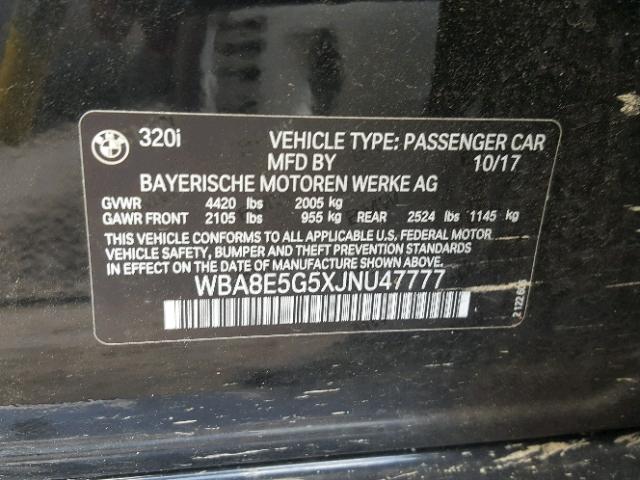 320i VEHICLE TYPE: PASSENGER CAR
MFD BY 10/17
BAYERISCHE MOTOREN WERKE AG
GVWR 4420 lbs 2005 kg
GAWR FRONT 2105 lbs 955 kg REAR 2524 lbs 1145 kg
THIS VEHICLE CONFORMS TO ALL APPLICABLE U.S. FEDERAL MOTOR
VEHICLE SAFETY, BUMPER AND THEFT PREVENTION STANDARDS
IN EFFECT ON THE DATE OF MANUFACTURE SHOWN ABOVE.
WBA8E5G5XJNU47777